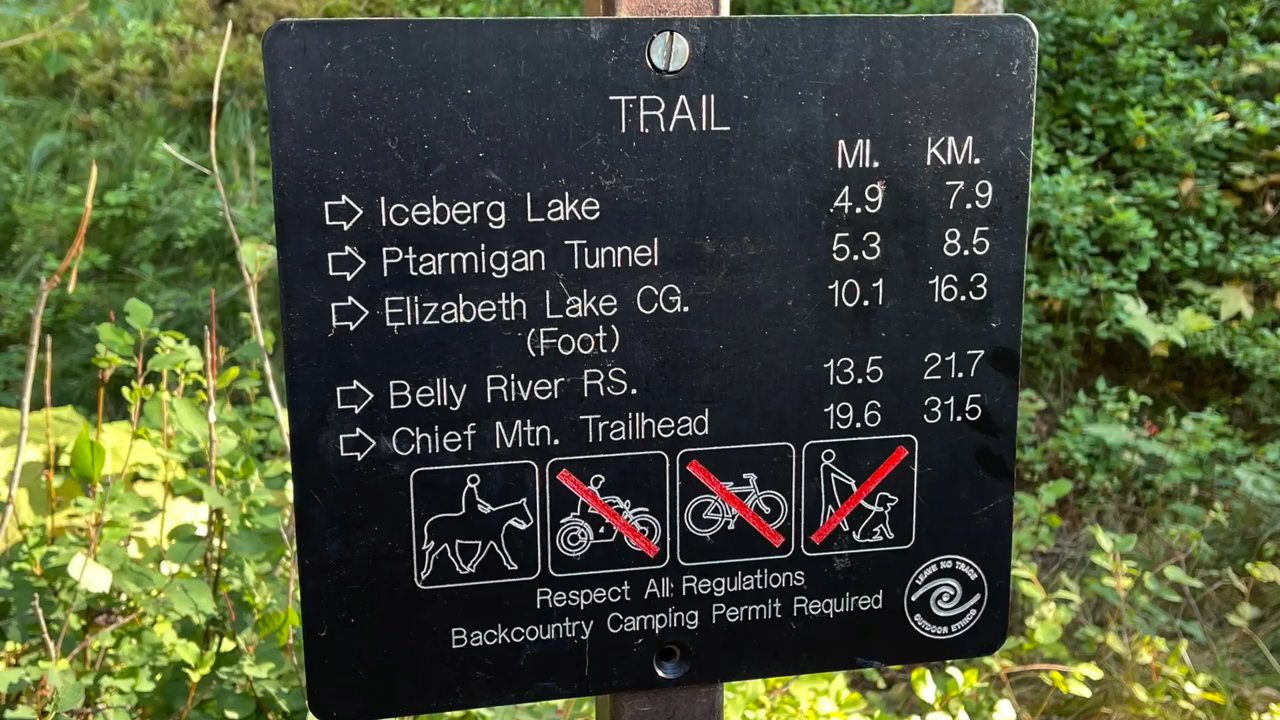 TRAIL
MI. KM.
Iceberg Lake 4.9 7.9
Ptarmigan Tunnel 5.3 8.5
Elizabeth Lake CG. 10.1 16.3
(Foot)
Belly River RS. 13.5 21.7
Chief Mtn. Trailhead 19.6 31.5
Respect All Regulations
Backcountry Camping Permit Required
LEAVE NO TRACE
OUTDOOR ETHICS